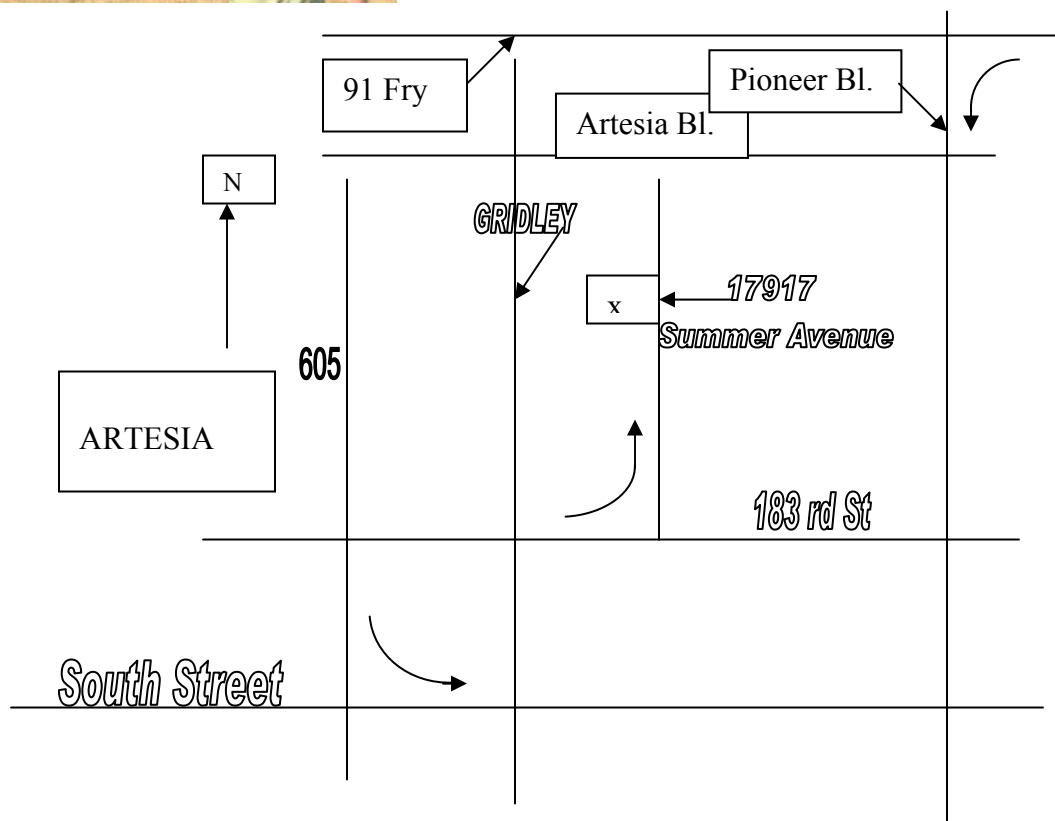 91 Fry
Pioneer Bl.
Artesia Bl.
N
GRIDLEY
x
17917
Summer Avenue
605
ARTESIA
183 rd St
South Street